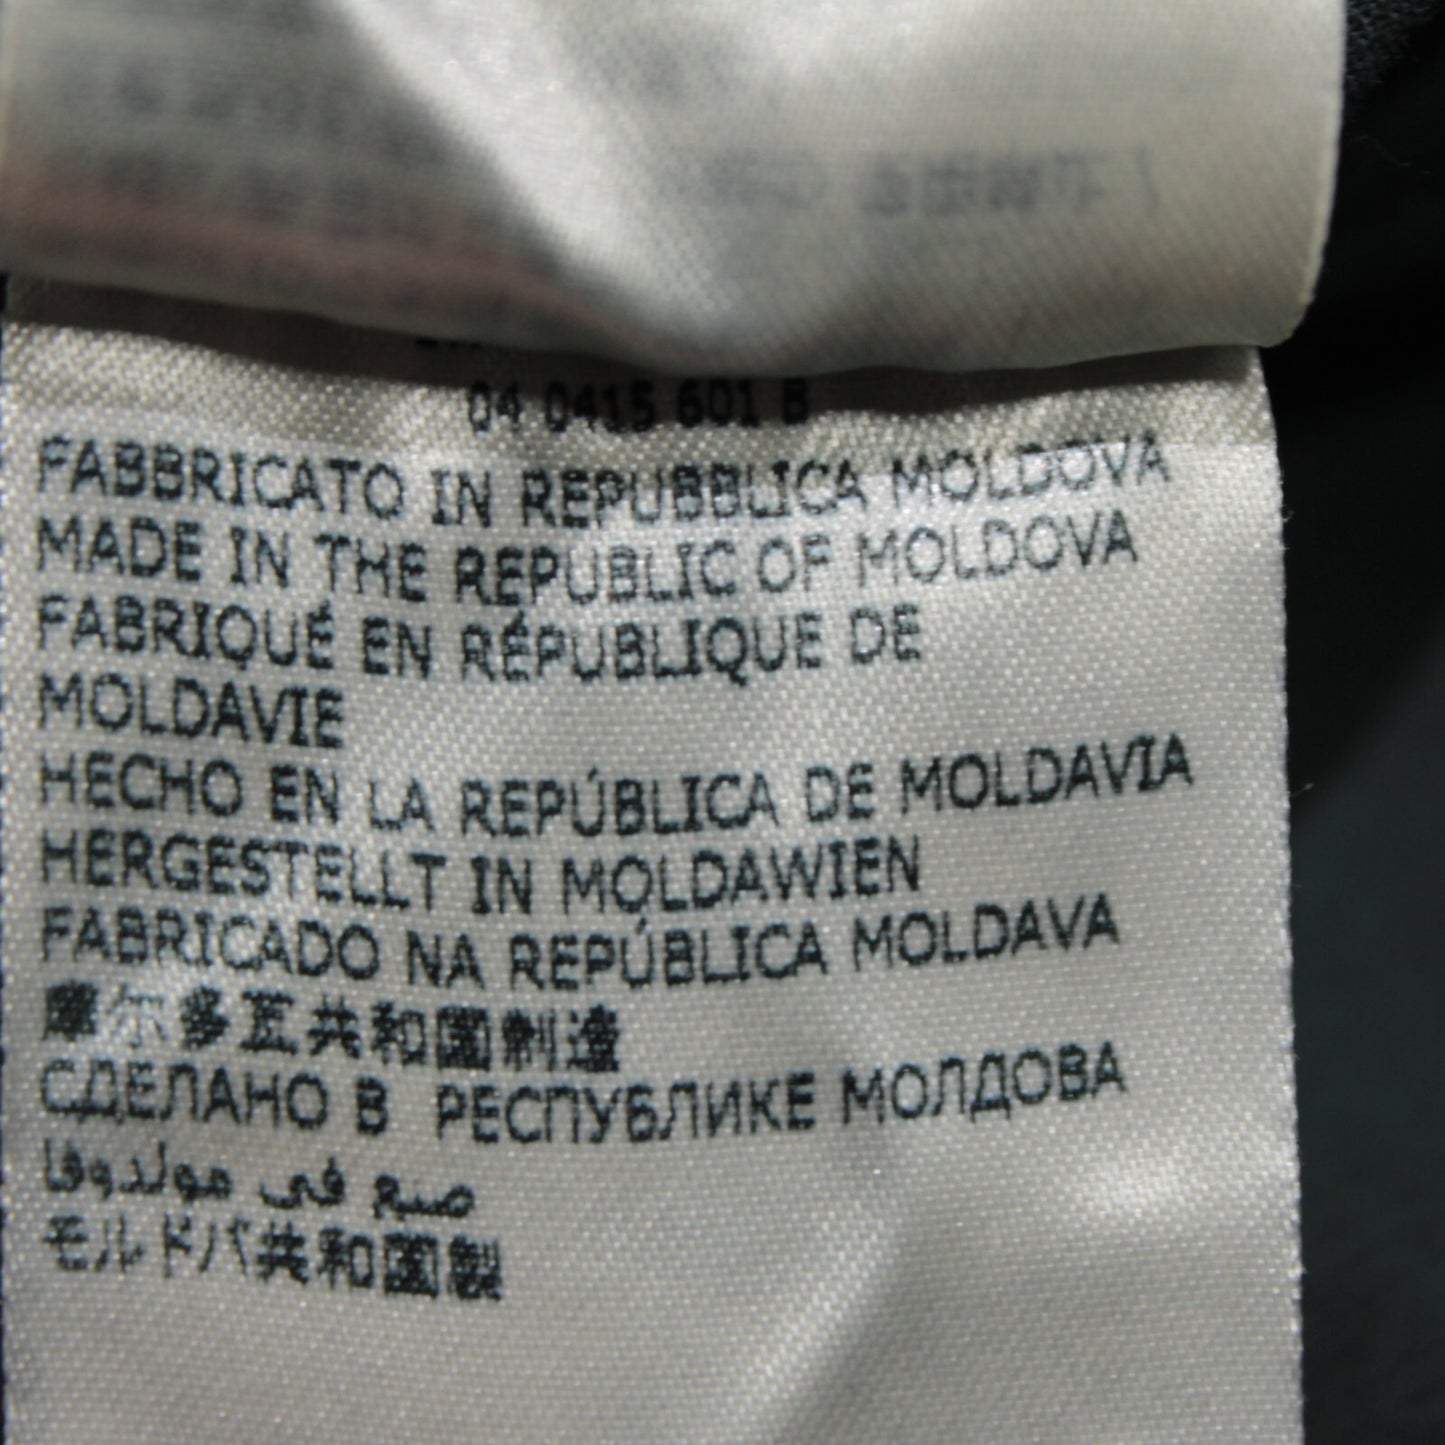 04 0415 601 B
FABBRICATO IN REPUBBLICA MOLDOVA
MADE IN THE REPUBLIC OF MOLDOVA
FABRIQUÉ EN RÉPUBLIQUE DE
MOLDAVIE
HECHO EN LA REPÚBLICA DE MOLDAVIA
HERGESTELLT IN MOLDAWIEN
FABRICADO NA REPÚBLICA MOLDAVA
摩尔多瓦共和国制造
СДЕЛАНО В РЕСПУБЛИКЕ МОЛДОВА
صنع في مولدوفا
モルドバ共和国製